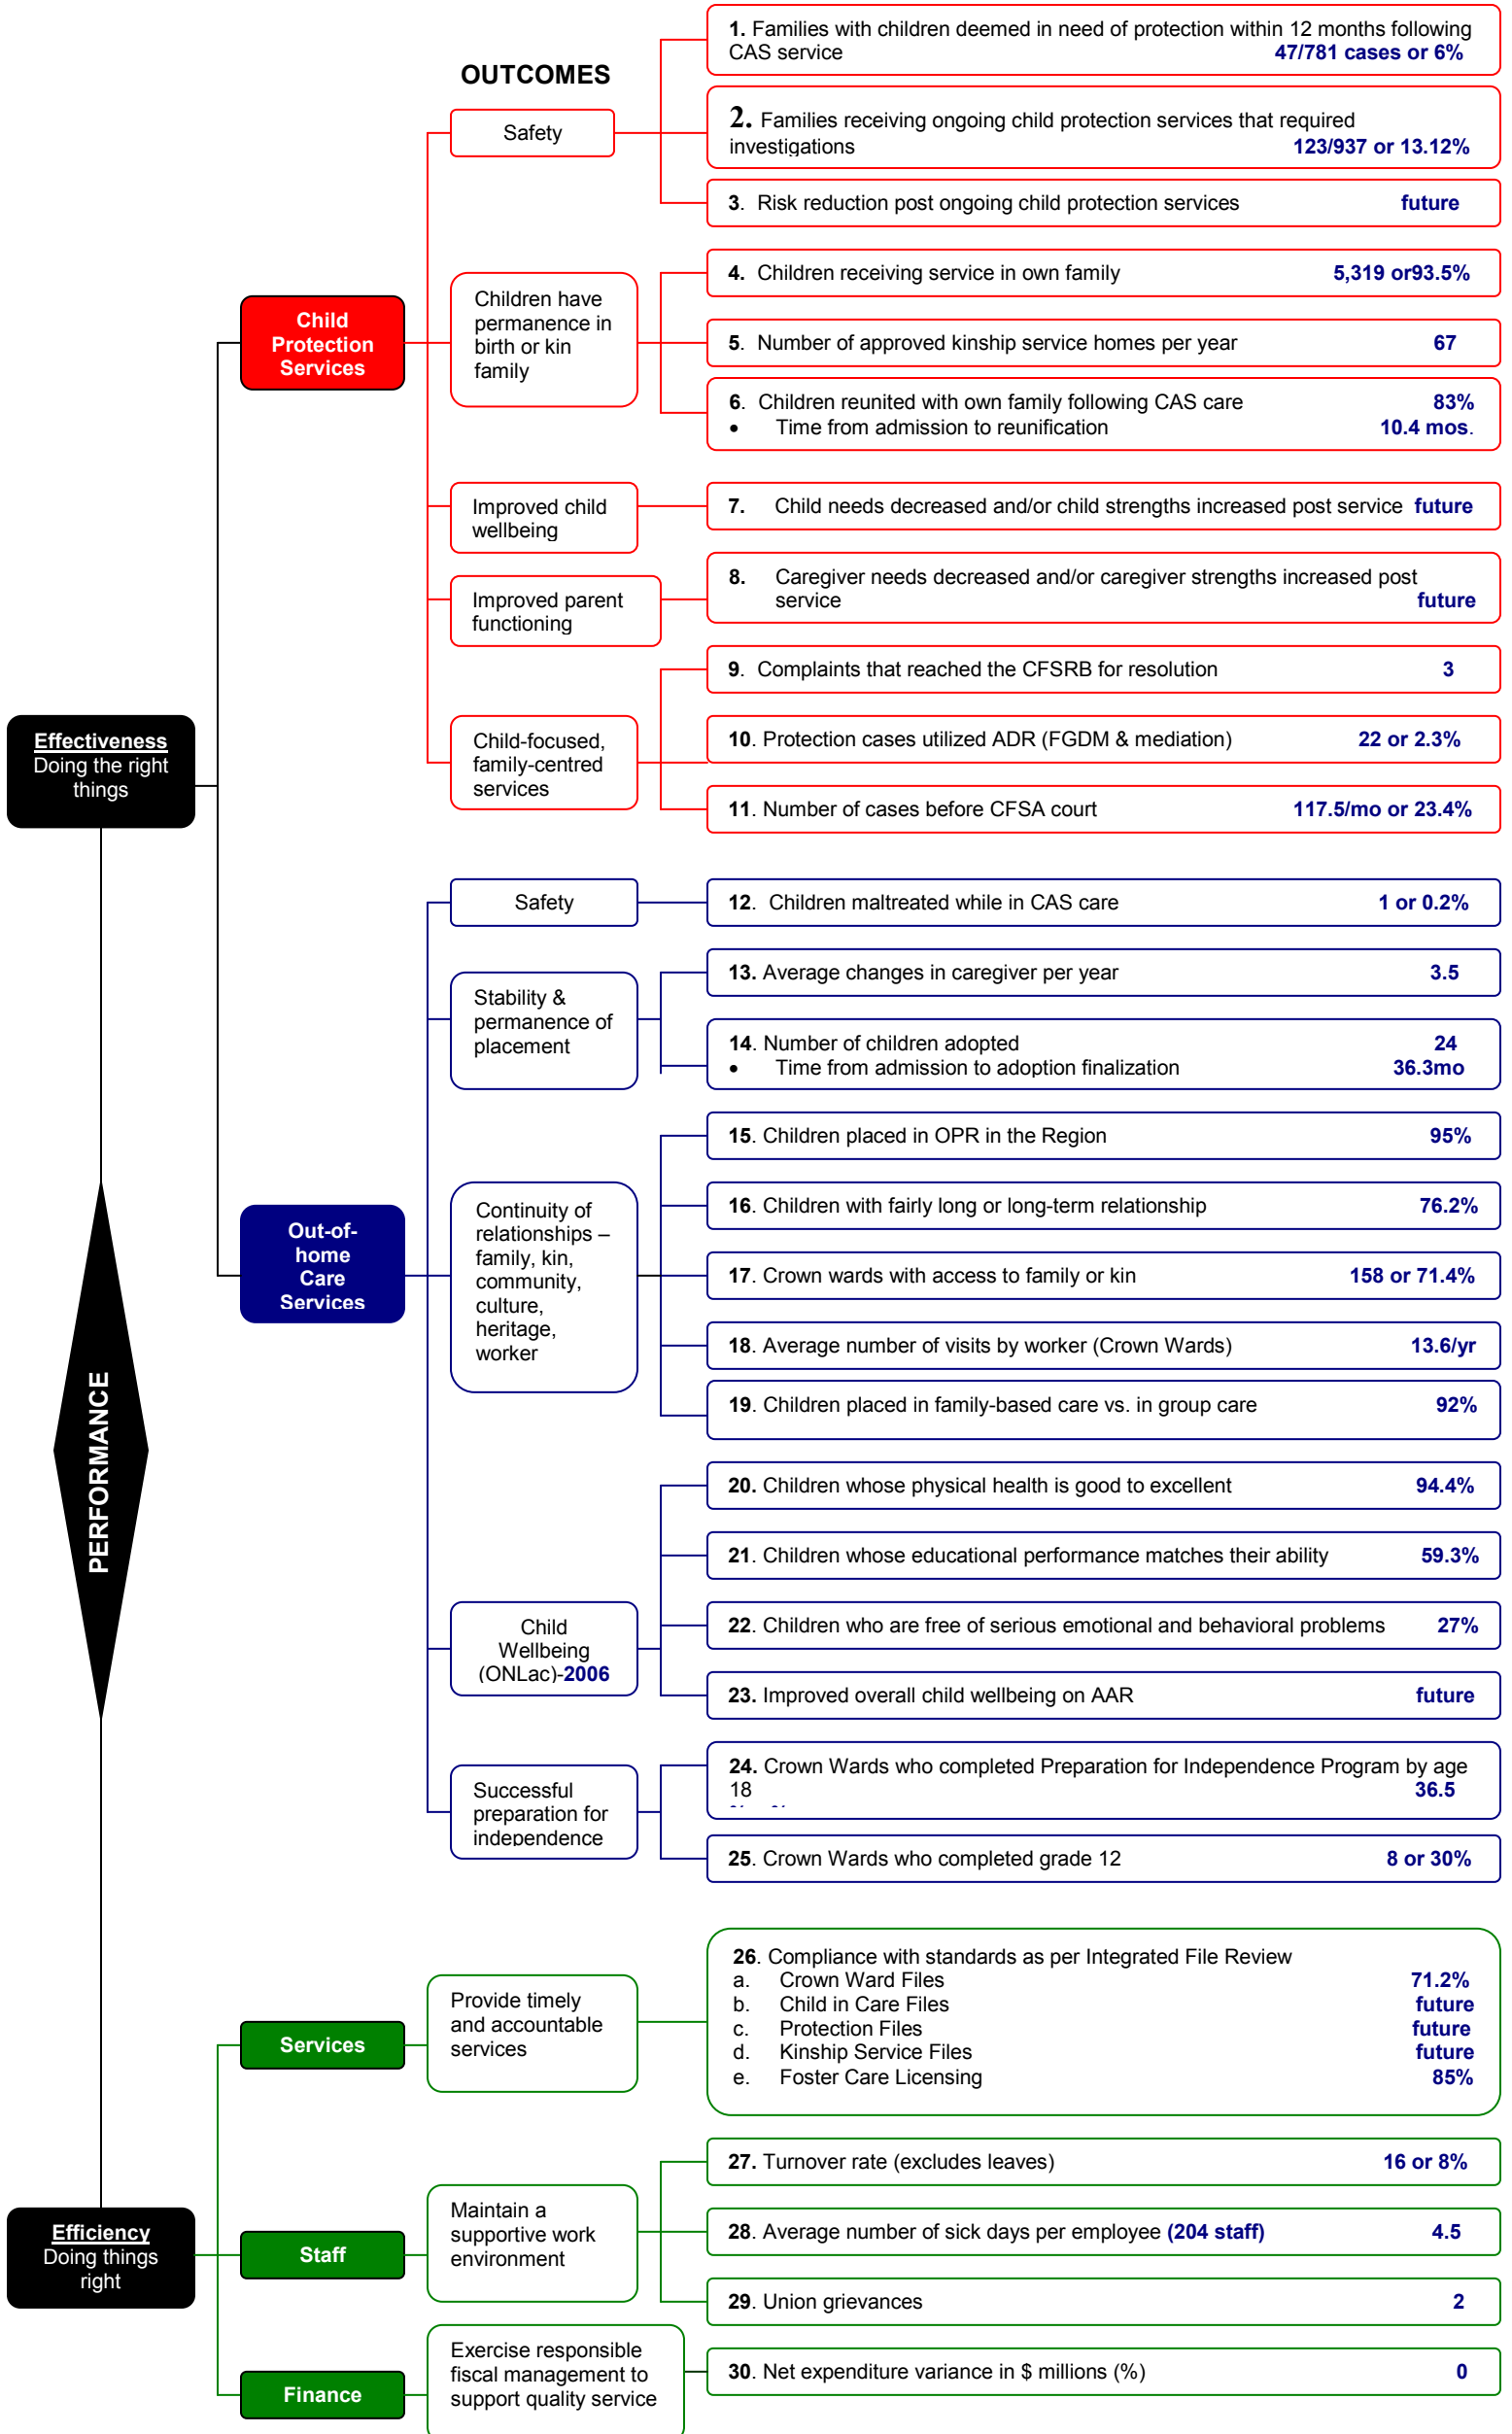 OUTCOMES
Effectiveness
Doing the right
things
PERFORMANCE
Efficiency
Doing things
right
Child
Protection
Services
Safety
1. Families with children deemed in need of protection within 12 months following
CAS service 47/781 cases or 6%
2. Families receiving ongoing child protection services that required
investigations 123/937 or 13.12%
3. Risk reduction post ongoing child protection services future
Children have
permanence in
birth or kin
family
4. Children receiving service in own family 5,319 or93.5%
5. Number of approved kinship service homes per year 67
6. Children reunited with own family following CAS care 83%
• Time from admission to reunification 10.4 mos.
Improved child
wellbeing
7. Child needs decreased and/or child strengths increased post service future
Improved parent
functioning
8. Caregiver needs decreased and/or caregiver strengths increased post
service future
Child-focused,
family-centred
services
9. Complaints that reached the CFSRB for resolution 3
10. Protection cases utilized ADR (FGDM & mediation) 22 or 2.3%
11. Number of cases before CFSA court 117.5/mo or 23.4%
Out-of-
home
Care
Services
Safety
12. Children maltreated while in CAS care 1 or 0.2%
Stability &
permanence of
placement
13. Average changes in caregiver per year 3.5
14. Number of children adopted 24
• Time from admission to adoption finalization 36.3mo
Continuity of
relationships –
family, kin,
community,
culture,
heritage,
worker
15. Children placed in OPR in the Region 95%
16. Children with fairly long or long-term relationship 76.2%
17. Crown wards with access to family or kin 158 or 71.4%
18. Average number of visits by worker (Crown Wards) 13.6/yr
19. Children placed in family-based care vs. in group care 92%
Child
Wellbeing
(ONLac)-2006
20. Children whose physical health is good to excellent 94.4%
21. Children whose educational performance matches their ability 59.3%
22. Children who are free of serious emotional and behavioral problems 27%
23. Improved overall child wellbeing on AAR future
Successful
preparation for
independence
24. Crown Wards who completed Preparation for Independence Program by age
18 36.5
25. Crown Wards who completed grade 12 8 or 30%
Services
Provide timely
and accountable
services
26. Compliance with standards as per Integrated File Review
a. Crown Ward Files 71.2%
b. Child in Care Files future
c. Protection Files future
d. Kinship Service Files future
e. Foster Care Licensing 85%
Staff
Maintain a
supportive work
environment
27. Turnover rate (excludes leaves) 16 or 8%
28. Average number of sick days per employee (204 staff) 4.5
29. Union grievances 2
Finance
Exercise responsible
fiscal management to
support quality service
30. Net expenditure variance in $ millions (%) 0